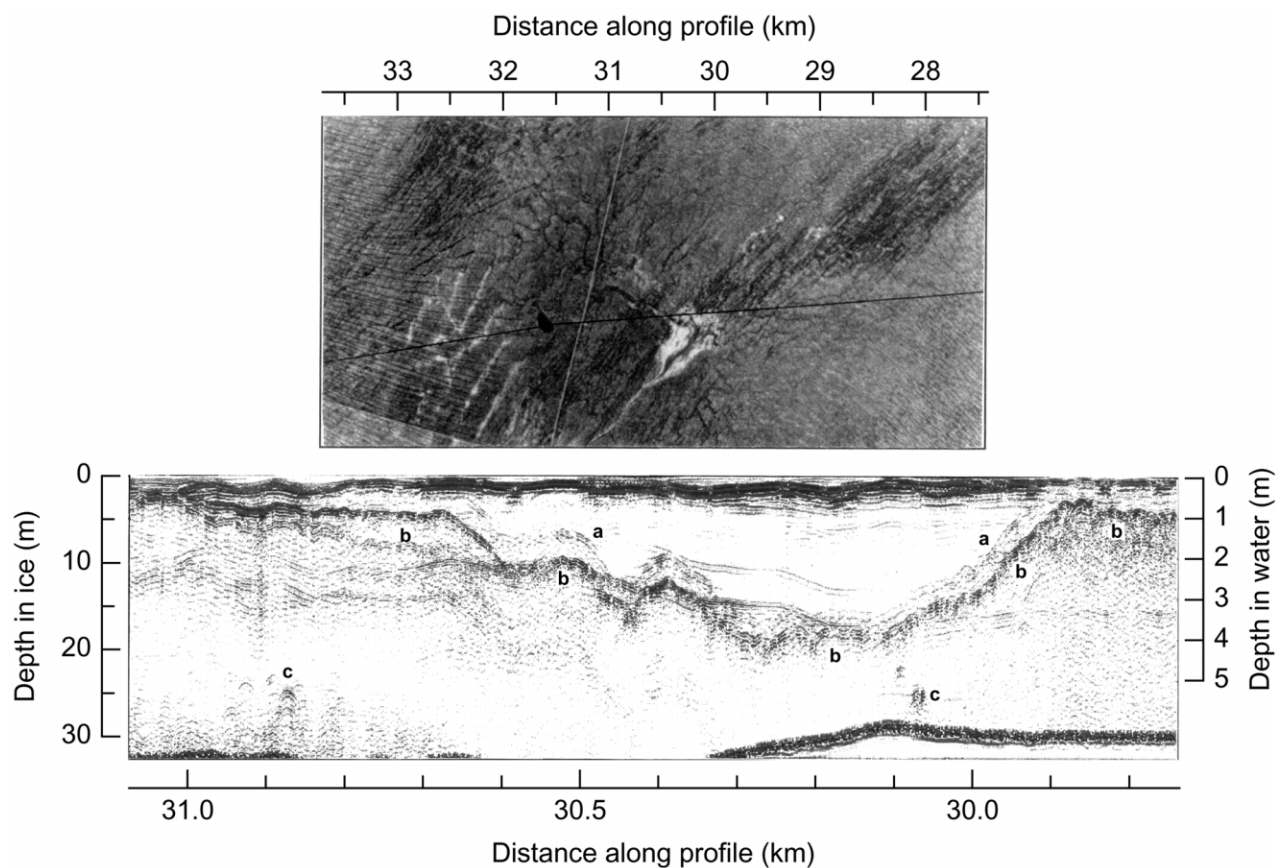 Distance along profile (km)
33 32 31 30 29 28
0 0
b a a b 1
10 b b 2
3
20 b 4
c c 5
30
Depth in ice (m)
Depth in water (m)
31.0 30.5 30.0
Distance along profile (km)